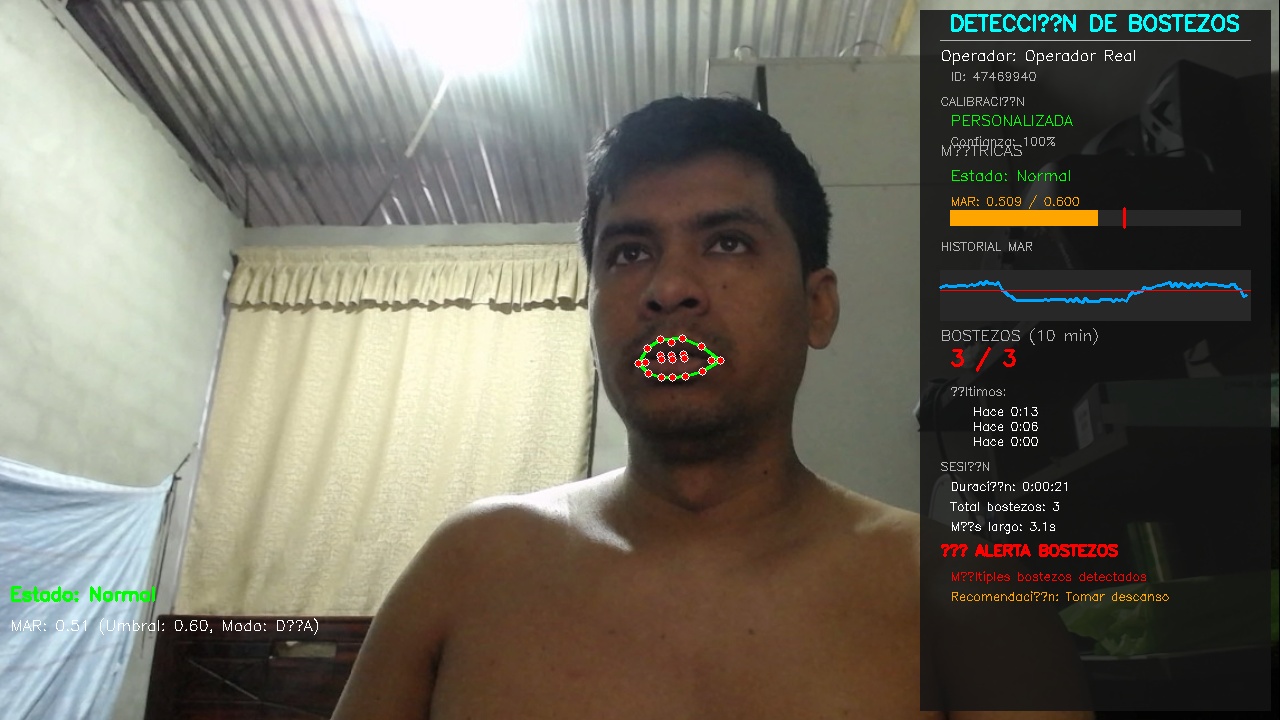 DETECCI??N DE BOSTEZOS
Operador: Operador Real
ID: 47469940
CALIBRACI??N
PERSONALIZADA
Confianza: 100%
M??TRICAS
Estado: Normal
MAR: 0.509 / 0.600
HISTORIAL MAR
BOSTEZOS (10 min)
3 / 3
??ltimos:
Hace 0:13
Hace 0:06
Hace 0:00
SESI??N
Duraci??n: 0:00:21
Total bostezos: 3
M??s largo: 3.1s
??? ALERTA BOSTEZOS
M??ltiples bostezos detectados
Recomendaci??n: Tomar descanso
Estado: Normal
MAR: 0.51 (Umbral: 0.60, Modo: D??A)